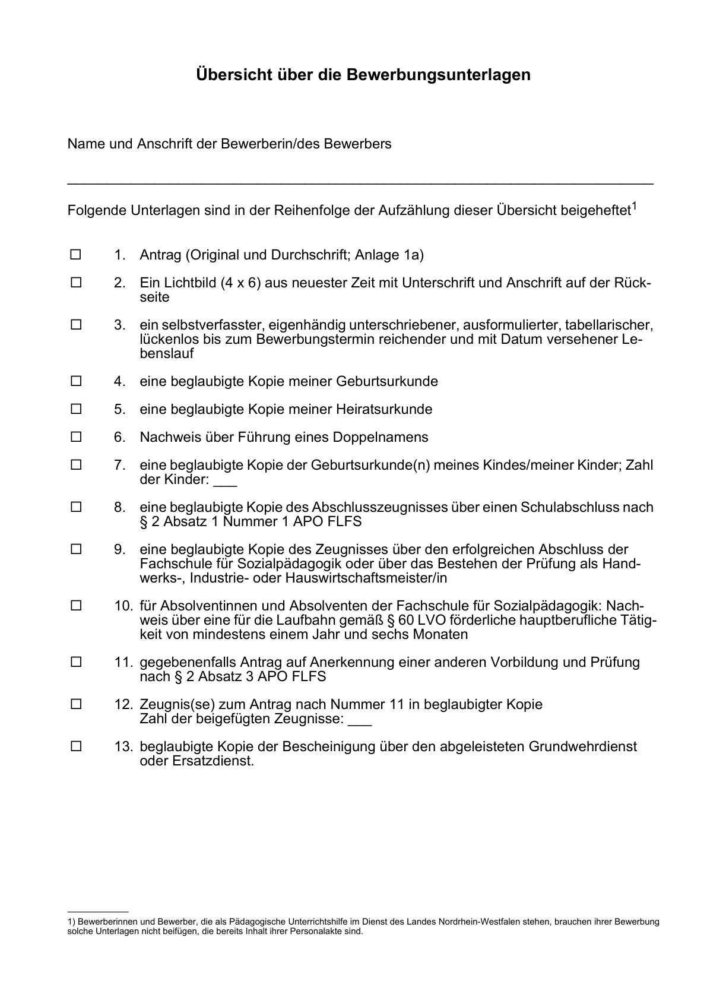 Übersicht über die Bewerbungsunterlagen
Name und Anschrift der Bewerberin/des Bewerbers
Folgende Unterlagen sind in der Reihenfolge der Aufzählung dieser Übersicht beigeheftet1
☐ 1. Antrag (Original und Durchschrift; Anlage 1a)
☐ 2. Ein Lichtbild (4 x 6) aus neuester Zeit mit Unterschrift und Anschrift auf der Rück-
seite
☐ 3. ein selbstverfasster, eigenhändig unterschriebener, ausformulierter, tabellarischer,
lückenlos bis zum Bewerbungstermin reichender und mit Datum versehener Le-
benslauf
☐ 4. eine beglaubigte Kopie meiner Geburtsurkunde
☐ 5. eine beglaubigte Kopie meiner Heiratsurkunde
☐ 6. Nachweis über Führung eines Doppelnamens
☐ 7. eine beglaubigte Kopie der Geburtsurkunde(n) meines Kindes/meiner Kinder; Zahl
der Kinder: ___
☐ 8. eine beglaubigte Kopie des Abschlusszeugnisses über einen Schulabschluss nach
§ 2 Absatz 1 Nummer 1 APO FLFS
☐ 9. eine beglaubigte Kopie des Zeugnisses über den erfolgreichen Abschluss der
Fachschule für Sozialpädagogik oder über das Bestehen der Prüfung als Hand-
werks-, Industrie- oder Hauswirtschaftsmeister/in
☐ 10. für Absolventinnen und Absolventen der Fachschule für Sozialpädagogik: Nach-
weis über eine für die Laufbahn gemäß § 60 LVO förderliche hauptberufliche Tätig-
keit von mindestens einem Jahr und sechs Monaten
☐ 11. gegebenenfalls Antrag auf Anerkennung einer anderen Vorbildung und Prüfung
nach § 2 Absatz 3 APO FLFS
☐ 12. Zeugnis(se) zum Antrag nach Nummer 11 in beglaubigter Kopie
Zahl der beigefügten Zeugnisse: ___
☐ 13. beglaubigte Kopie der Bescheinigung über den abgeleisteten Grundwehrdienst
oder Ersatzdienst.
1) Bewerberinnen und Bewerber, die als Pädagogische Unterrichtshilfe im Dienst des Landes Nordrhein-Westfalen stehen, brauchen ihrer Bewerbung
solche Unterlagen nicht beifügen, die bereits Inhalt ihrer Personalakte sind.